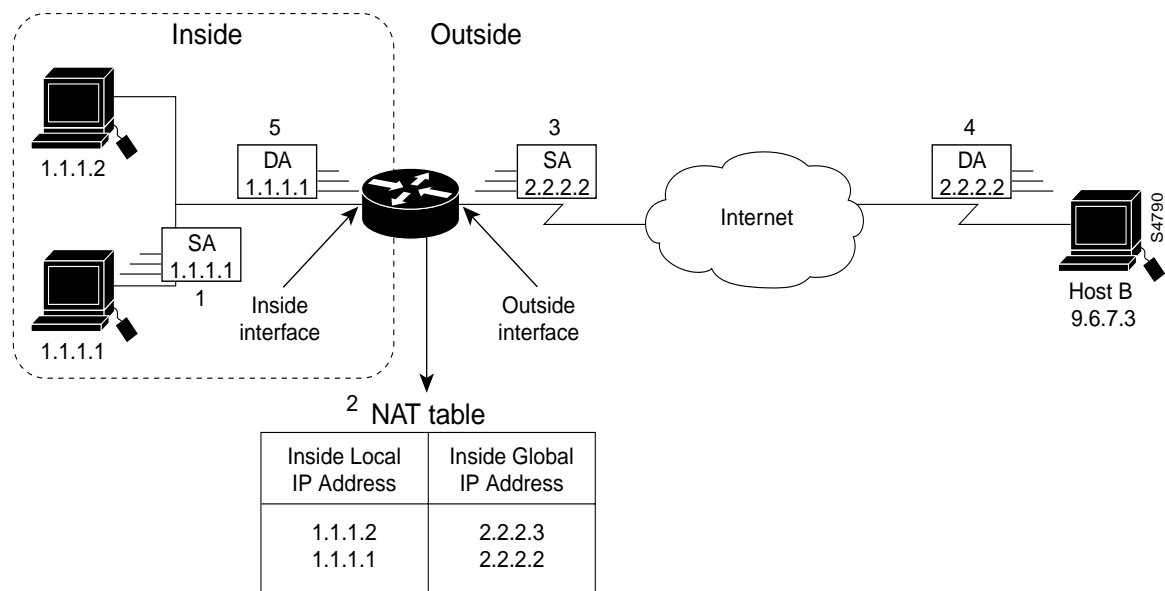 Inside
Outside
1.1.1.2
5
DA
1.1.1.1
3
SA
2.2.2.2
4
DA
2.2.2.2
Internet
SA
1.1.1.1
1
1.1.1.1
Inside
interface
Outside
interface
Host B
9.6.7.3
S4790
2
NAT table
Inside Local
IP Address
Inside Global
IP Address
1.1.1.2
2.2.2.3
1.1.1.1
2.2.2.2